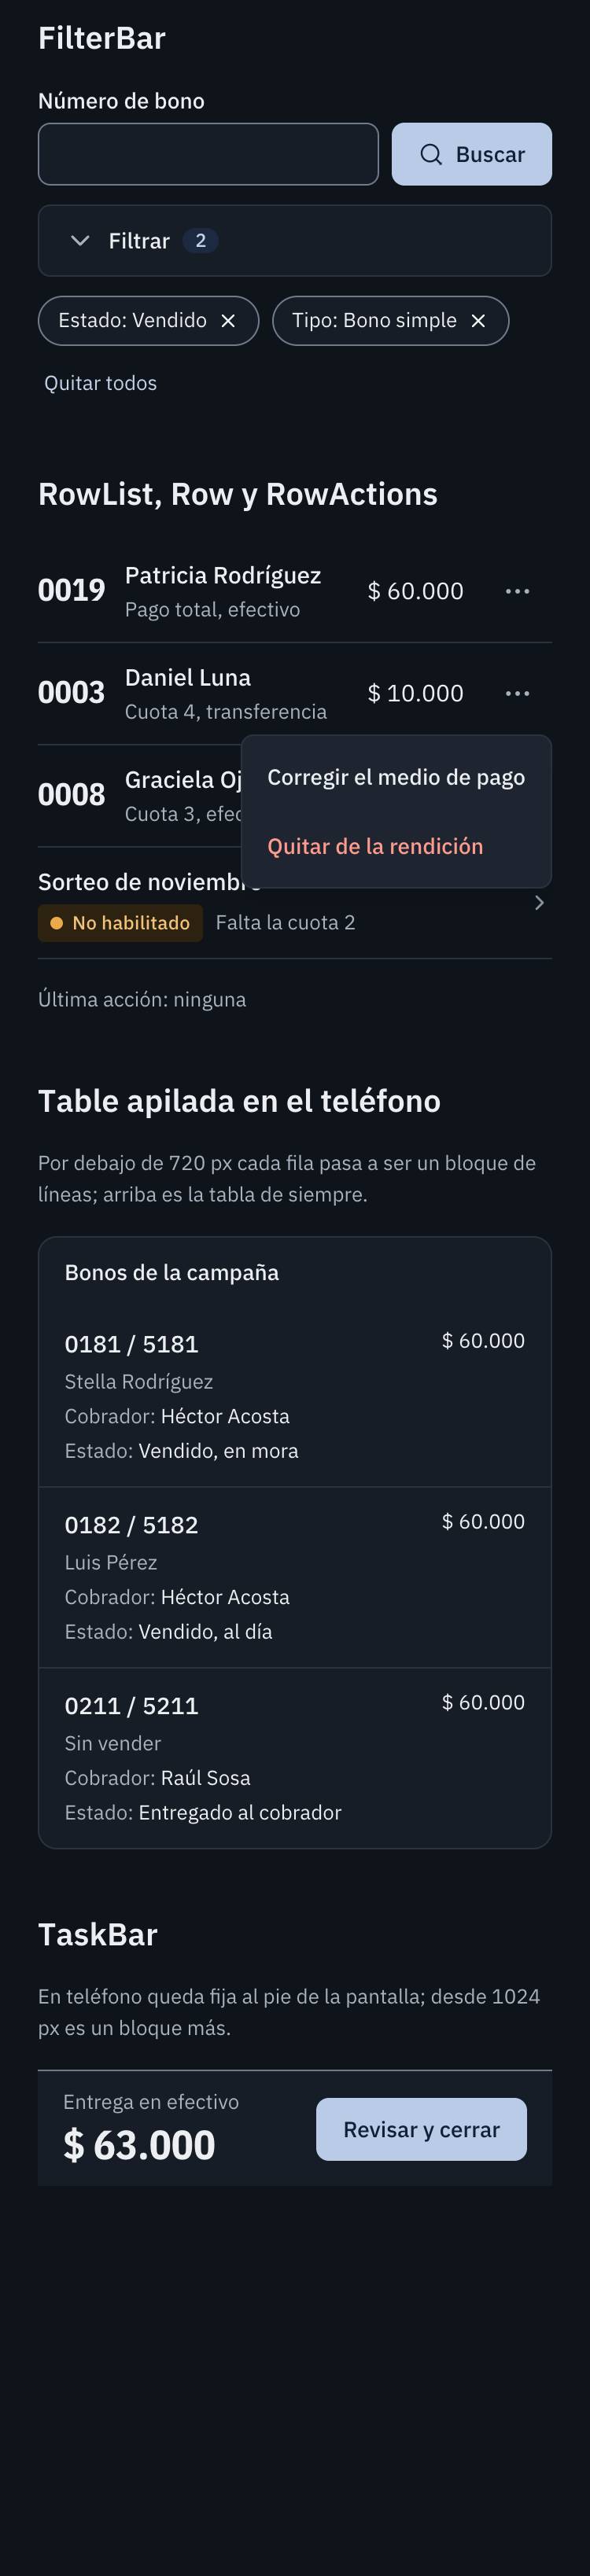 FilterBar
Número de bono
Buscar
Filtrar 2
Estado: Vendido
Tipo: Bono simple
Quitar todos
RowList, Row y RowActions
0019
Patricia Rodríguez
Pago total, efectivo
$ 60.000
0003
Daniel Luna
Cuota 4, transferencia
$ 10.000
0008
Graciela Oj
Cuota 3, efec
Corregir el medio de pago
Quitar de la rendición
Sorteo de noviembre
No habilitado
Falta la cuota 2
Última acción: ninguna
Table apilada en el teléfono
Por debajo de 720 px cada fila pasa a ser un bloque de
líneas; arriba es la tabla de siempre.
Bonos de la campaña
0181 / 5181
$ 60.000
Stella Rodríguez
Cobrador: Héctor Acosta
Estado: Vendido, en mora
0182 / 5182
$ 60.000
Luis Pérez
Cobrador: Héctor Acosta
Estado: Vendido, al día
0211 / 5211
$ 60.000
Sin vender
Cobrador: Raúl Sosa
Estado: Entregado al cobrador
TaskBar
En teléfono queda fija al pie de la pantalla; desde 1024
px es un bloque más.
Entrega en efectivo
$ 63.000
Revisar y cerrar